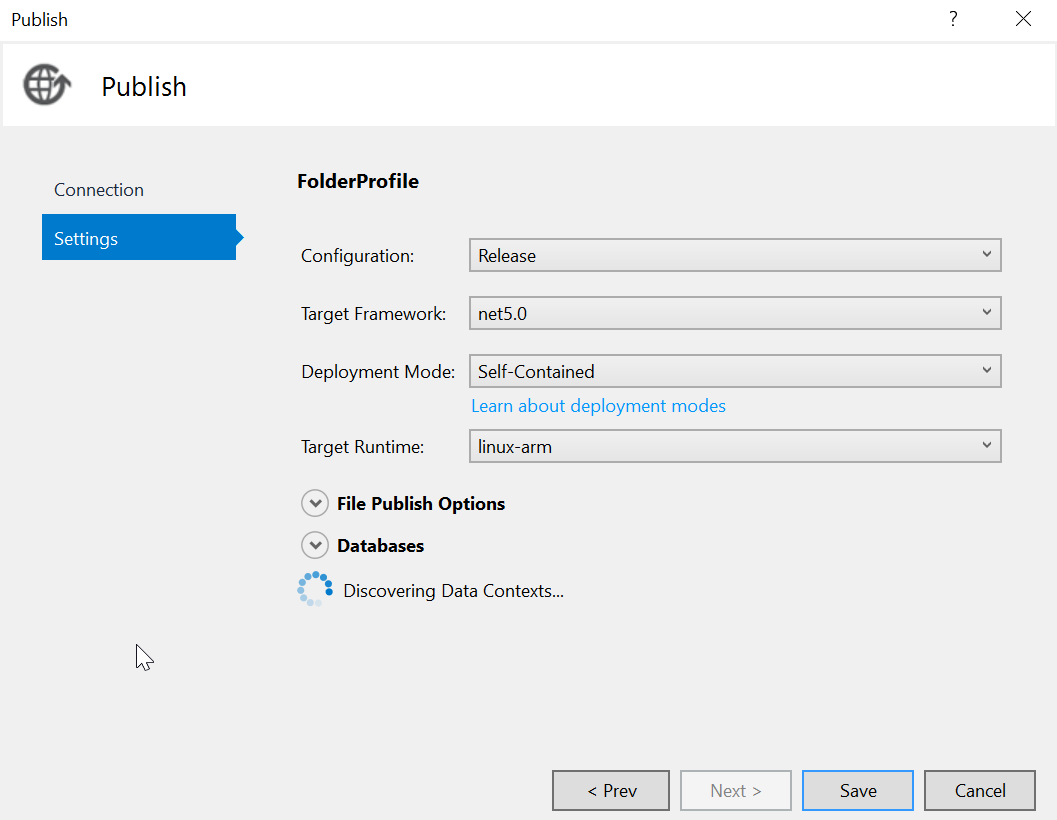 Publish
?
Publish
Connection
Settings
FolderProfile
Configuration: Release
Target Framework: net5.0
Deployment Mode: Self-Contained
Learn about deployment modes
Target Runtime: linux-arm
File Publish Options
Databases
Discovering Data Contexts...
< Prev Next > Save Cancel